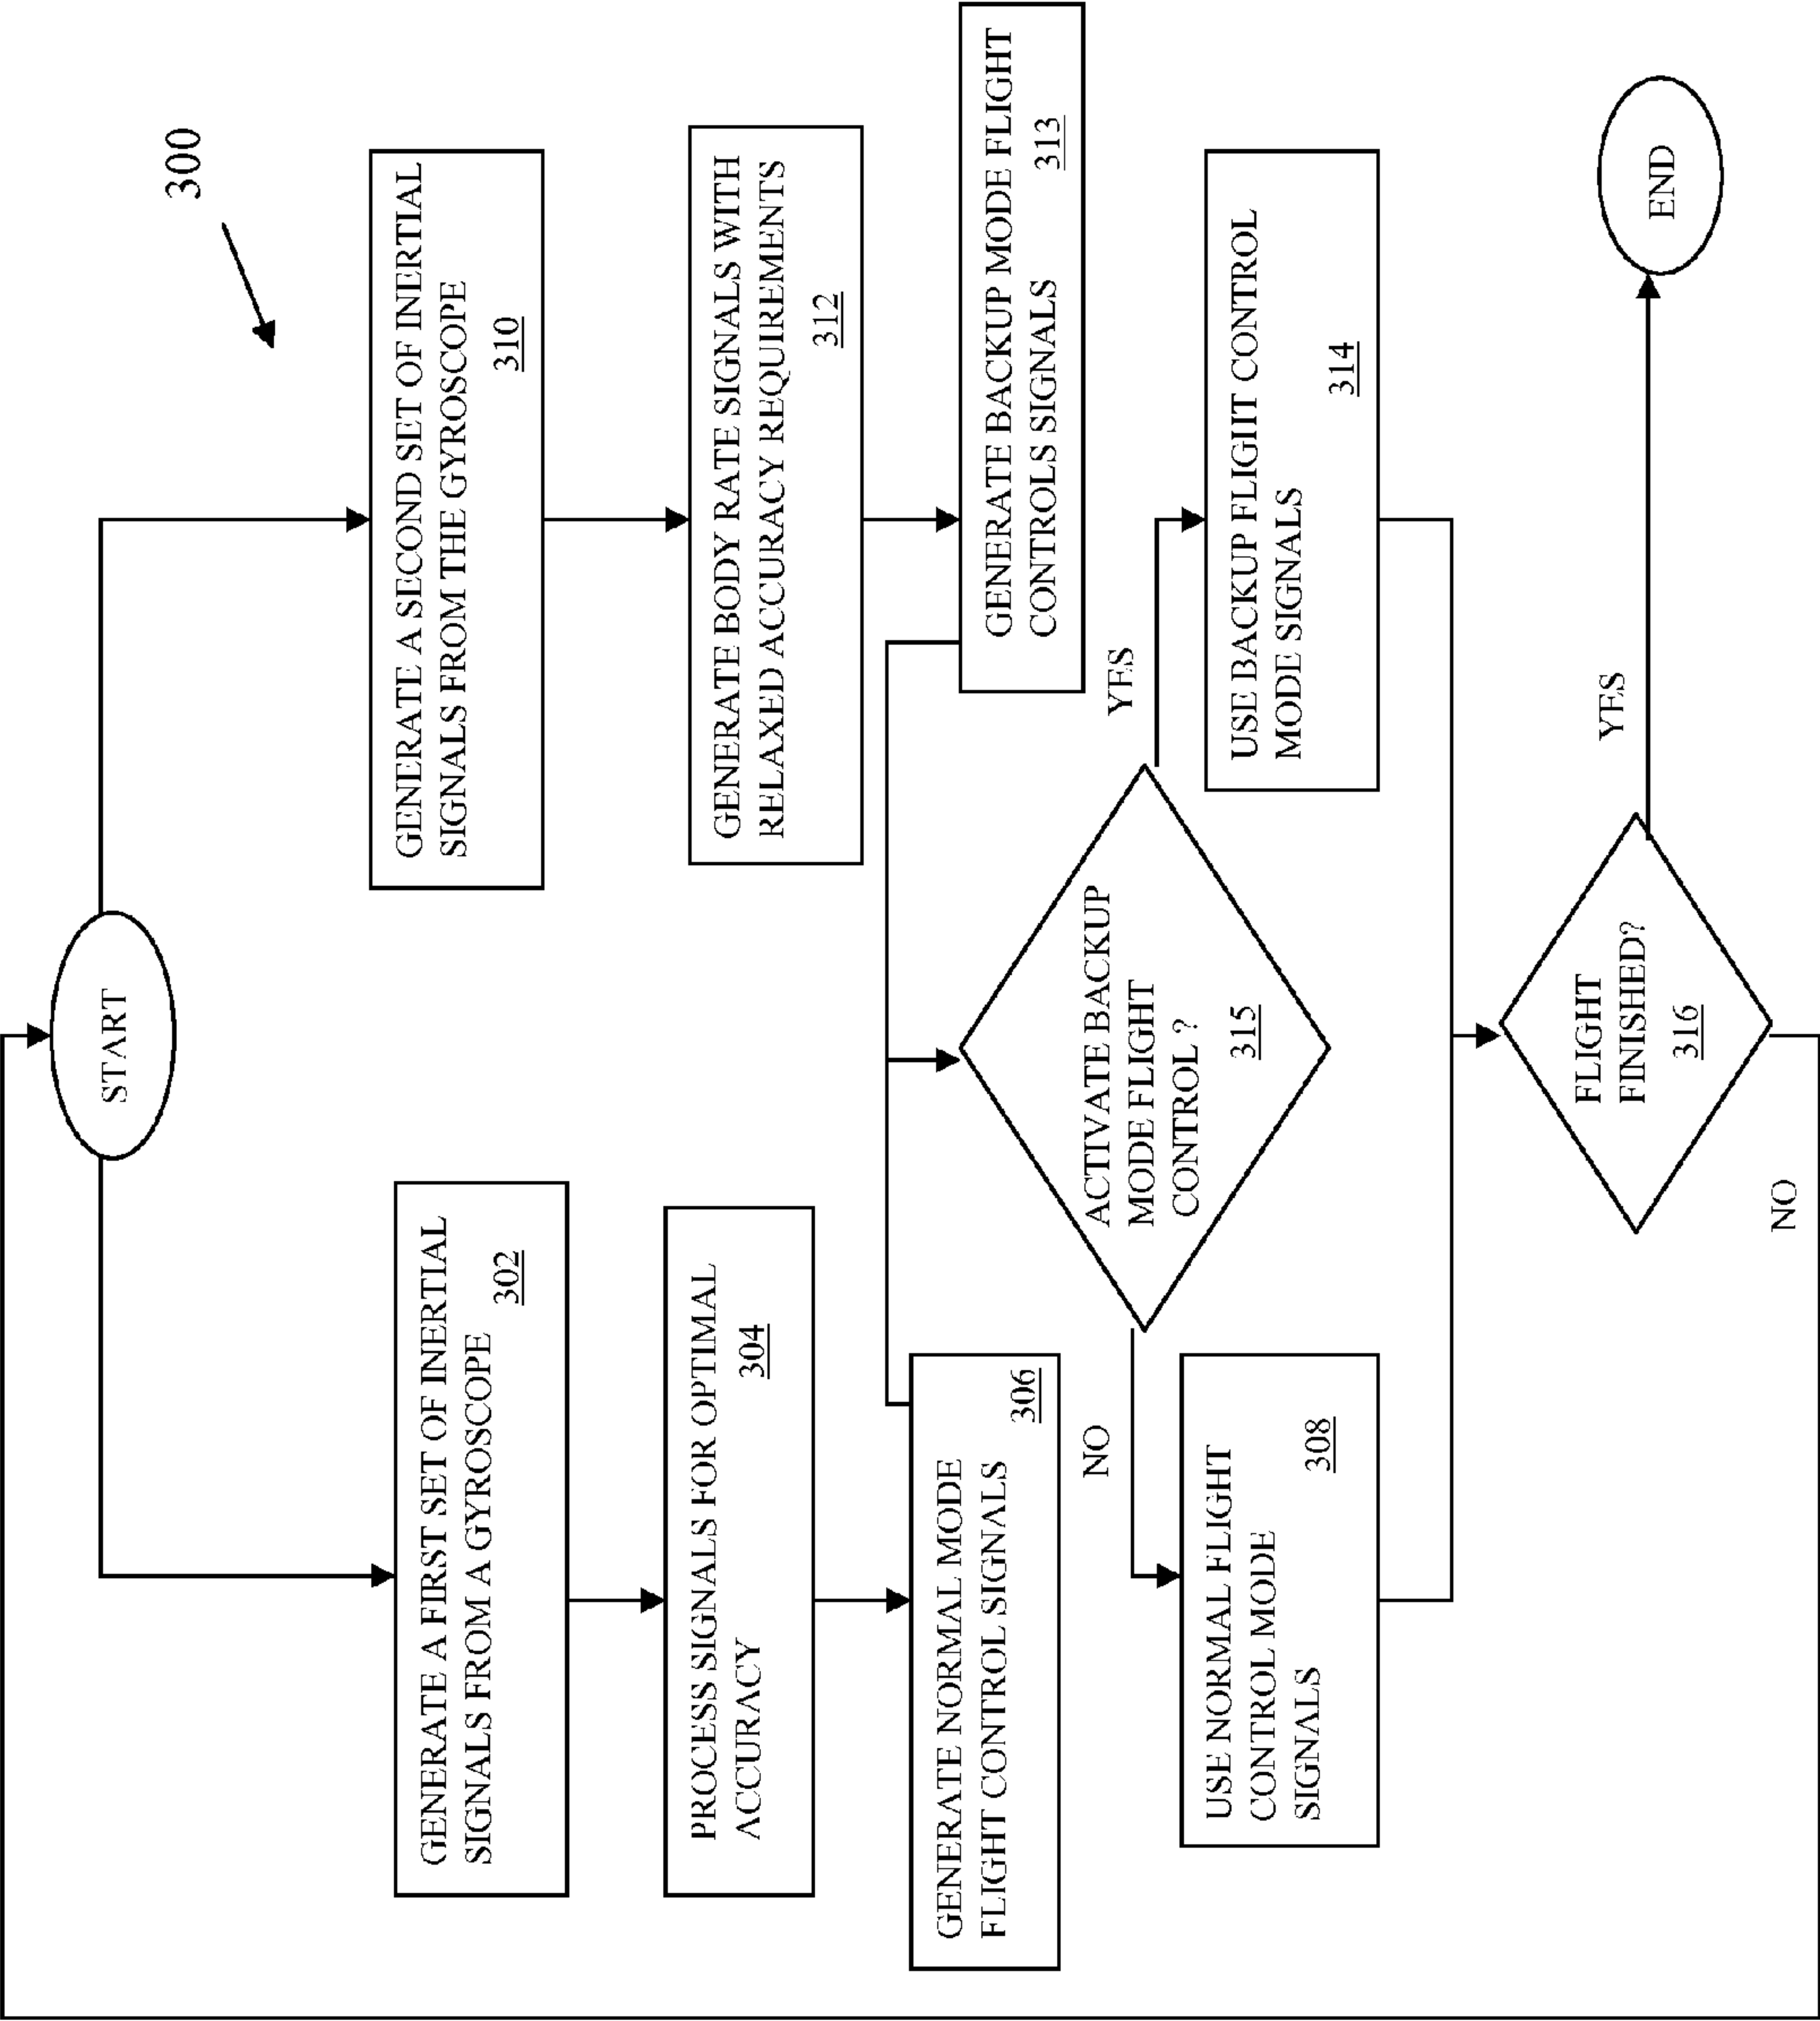 300
START
GENERATE A FIRST SET OF INERTIAL
SIGNALS FROM A GYROSCOPE
302
PROCESS SIGNALS FOR OPTIMAL
ACCURACY
304
GENERATE NORMAL MODE
FLIGHT CONTROL SIGNALS
306
GENERATE A SECOND SET OF INERTIAL
SIGNALS FROM THE GYROSCOPE
310
GENERATE BODY RATE SIGNALS WITH
RELAXED ACCURACY REQUIREMENTS
312
GENERATE BACKUP MODE FLIGHT
CONTROLS SIGNALS
313
ACTIVATE BACKUP
MODE FLIGHT
CONTROL ?
315
NO
YES
USE NORMAL FLIGHT
CONTROL MODE
SIGNALS
308
USE BACKUP FLIGHT CONTROL
MODE SIGNALS
314
FLIGHT
FINISHED?
316
YES
NO
END